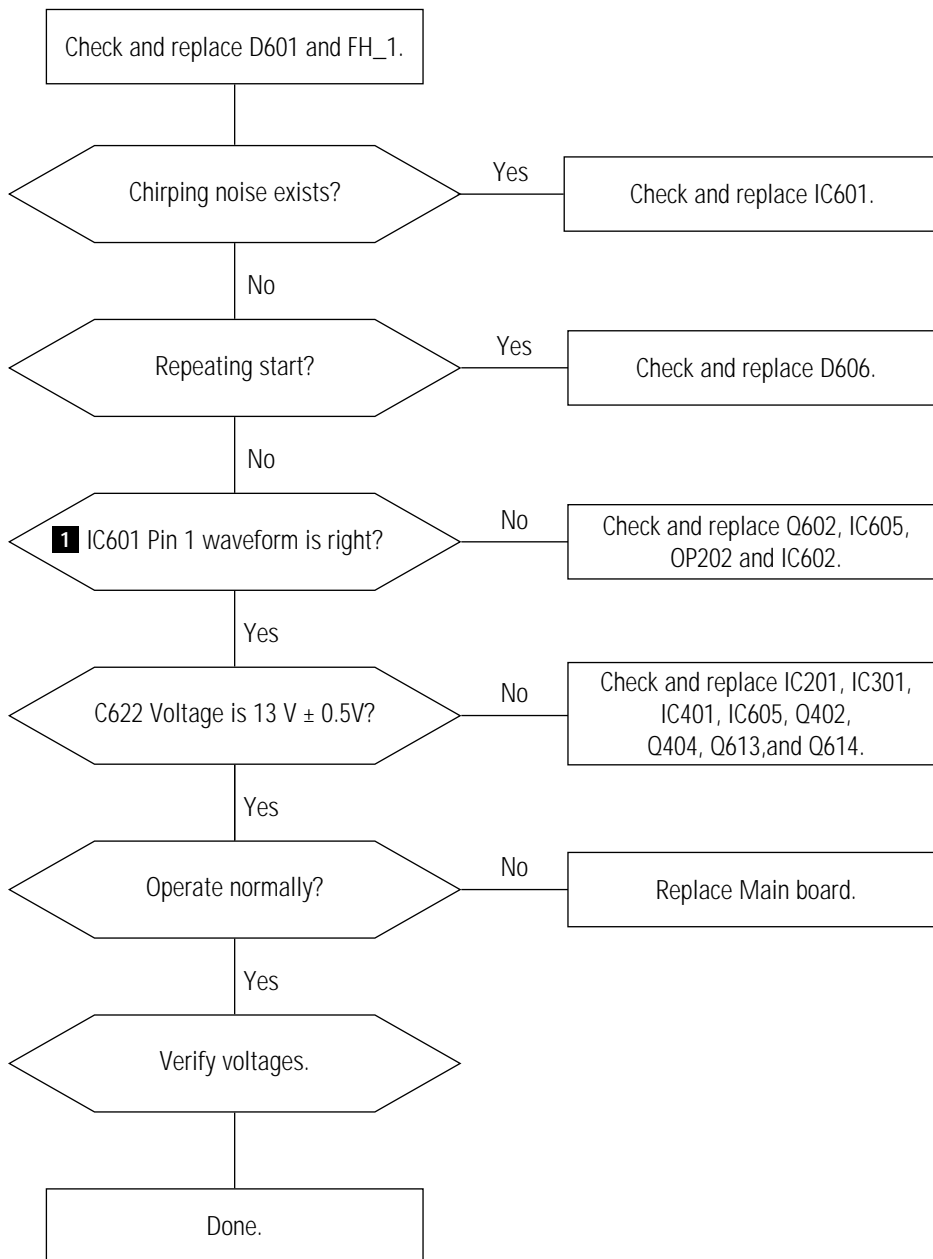 Check and replace D601 and FH_1.
Chirping noise exists?
Yes
Check and replace IC601.
No
Repeating start?
Yes
Check and replace D606.
No
1 IC601 Pin 1 waveform is right?
No
Check and replace Q602, IC605,
OP202 and IC602.
Yes
C622 Voltage is 13 V ± 0.5V?
No
Check and replace IC201, IC301,
IC401, IC605, Q402,
Q404, Q613,and Q614.
Yes
Operate normally?
No
Replace Main board.
Yes
Verify voltages.
Done.